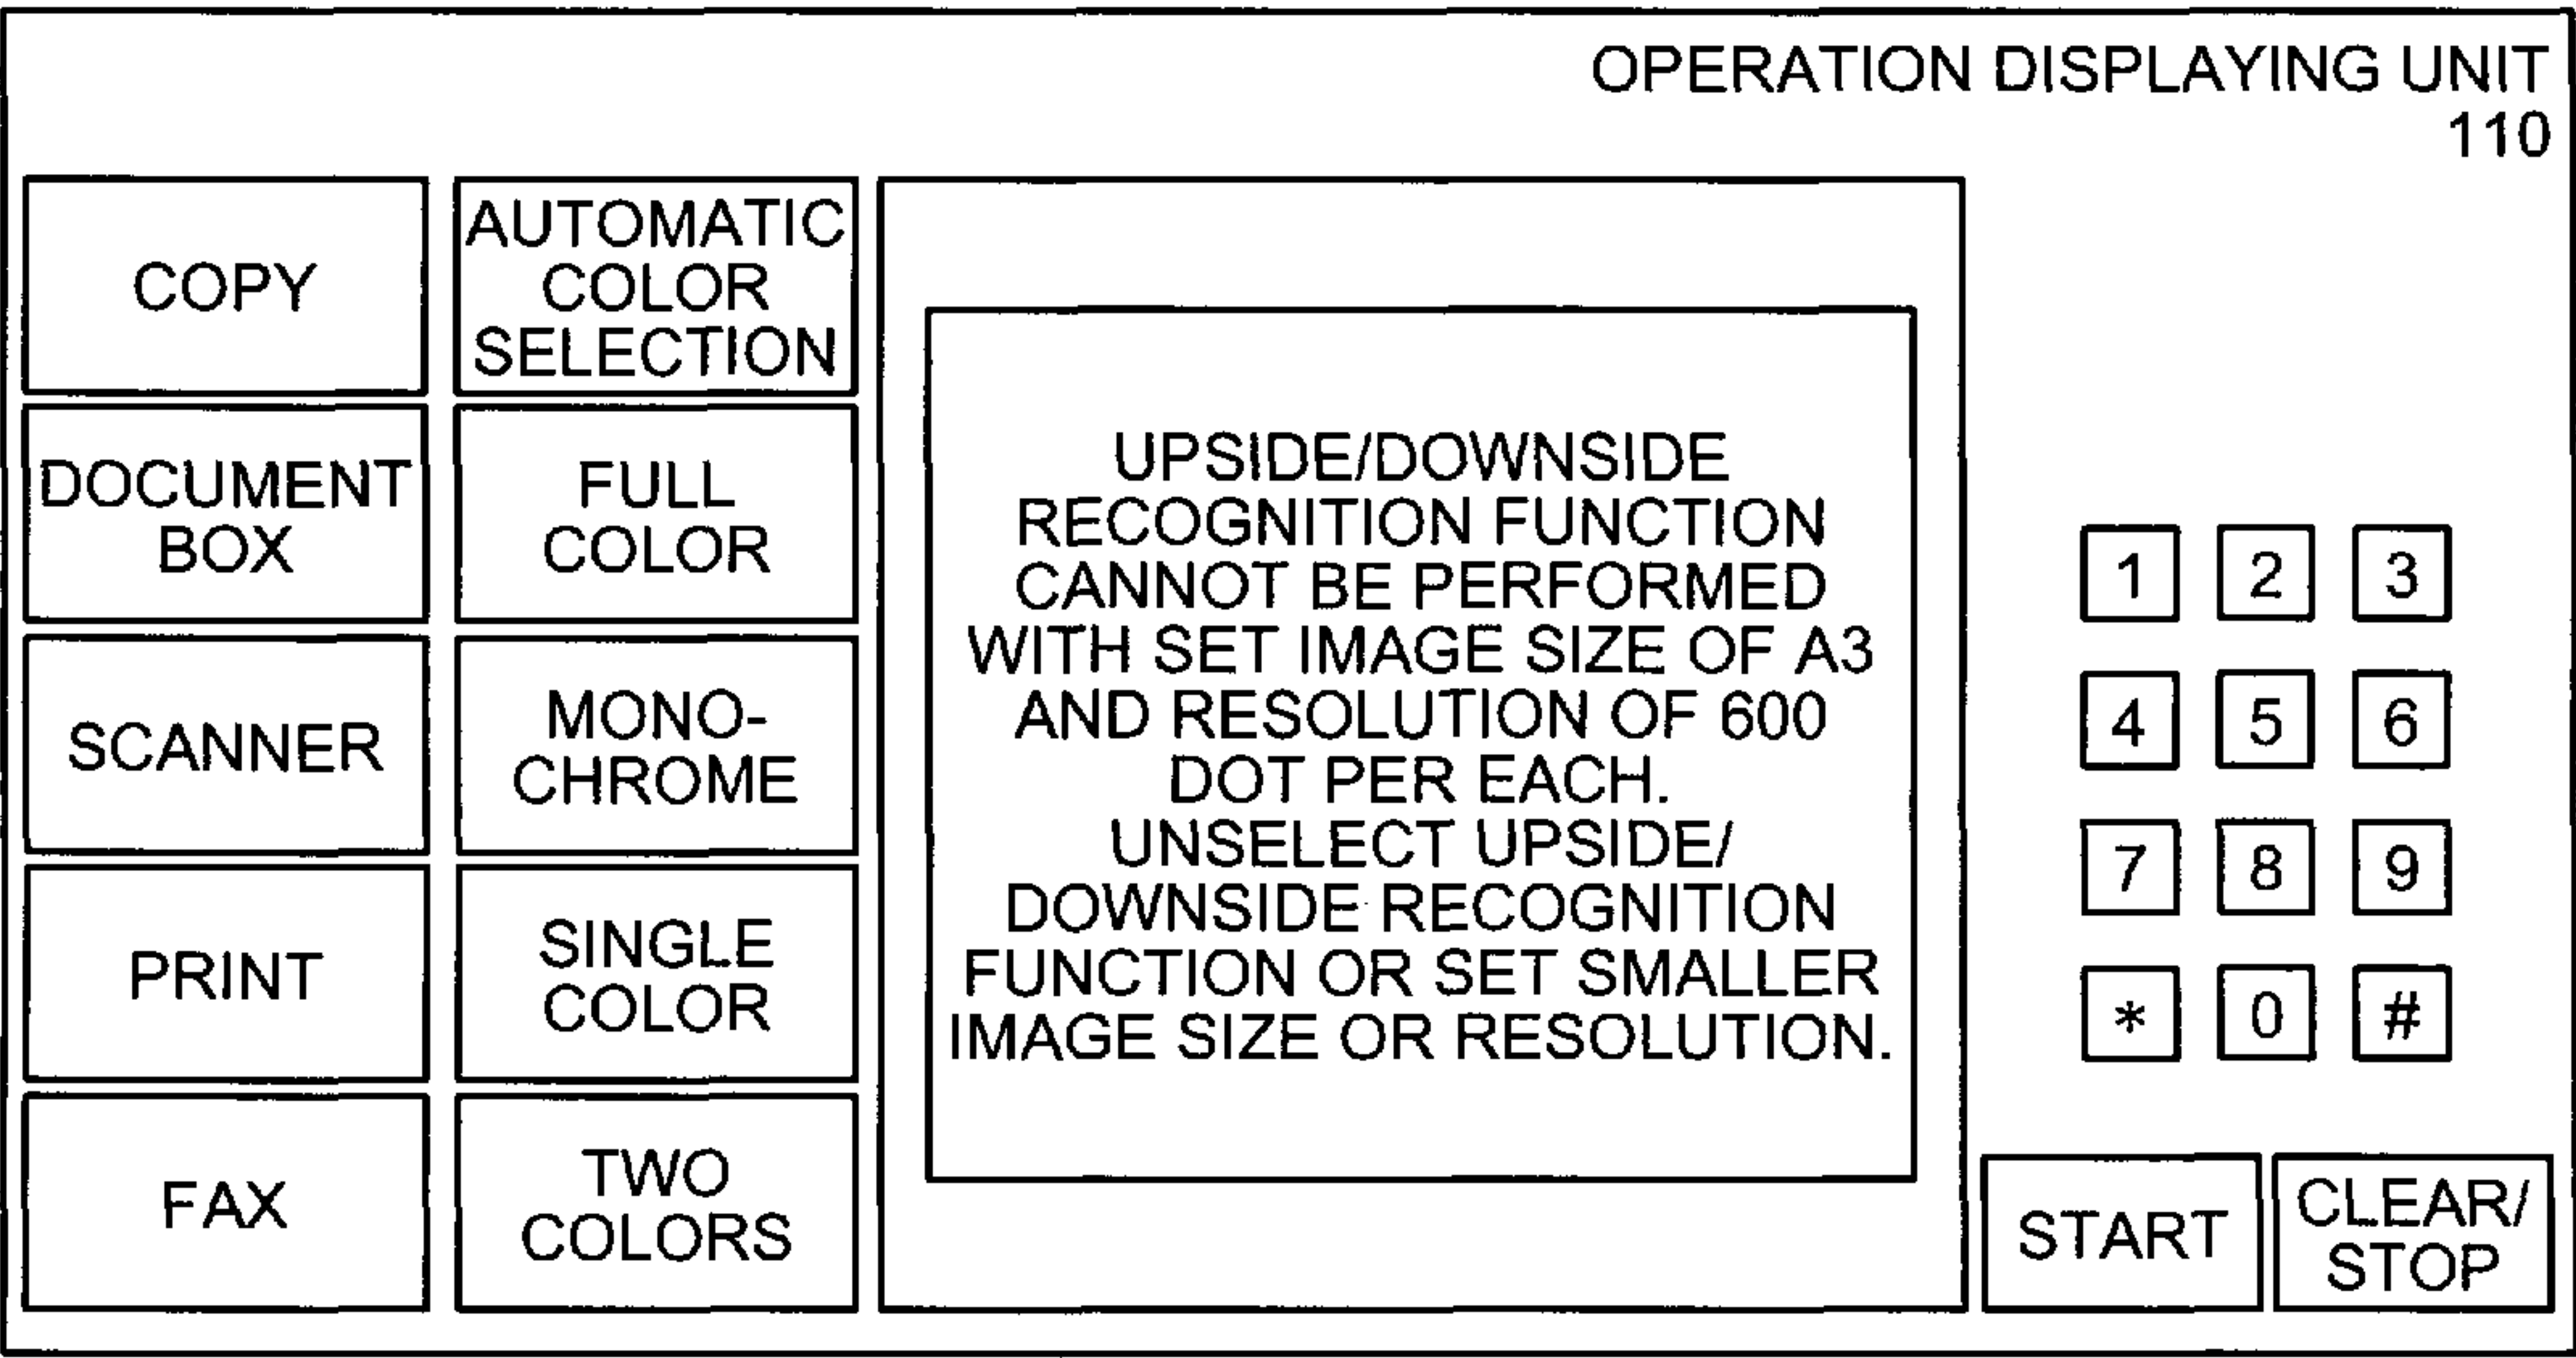 OPERATION DISPLAYING UNIT
110
COPY
DOCUMENT
BOX
SCANNER
PRINT
FAX
AUTOMATIC
COLOR
SELECTION
FULL
COLOR
MONO-
CHROME
SINGLE
COLOR
TWO
COLORS
UPSIDE/DOWNSIDE
RECOGNITION FUNCTION
CANNOT BE PERFORMED
WITH SET IMAGE SIZE OF A3
AND RESOLUTION OF 600
DOT PER EACH.
UNSELECT UPSIDE/
DOWNSIDE RECOGNITION
FUNCTION OR SET SMALLER
IMAGE SIZE OR RESOLUTION.
1 2 3
4 5 6
7 8 9
* 0 #
START
CLEAR/
STOP